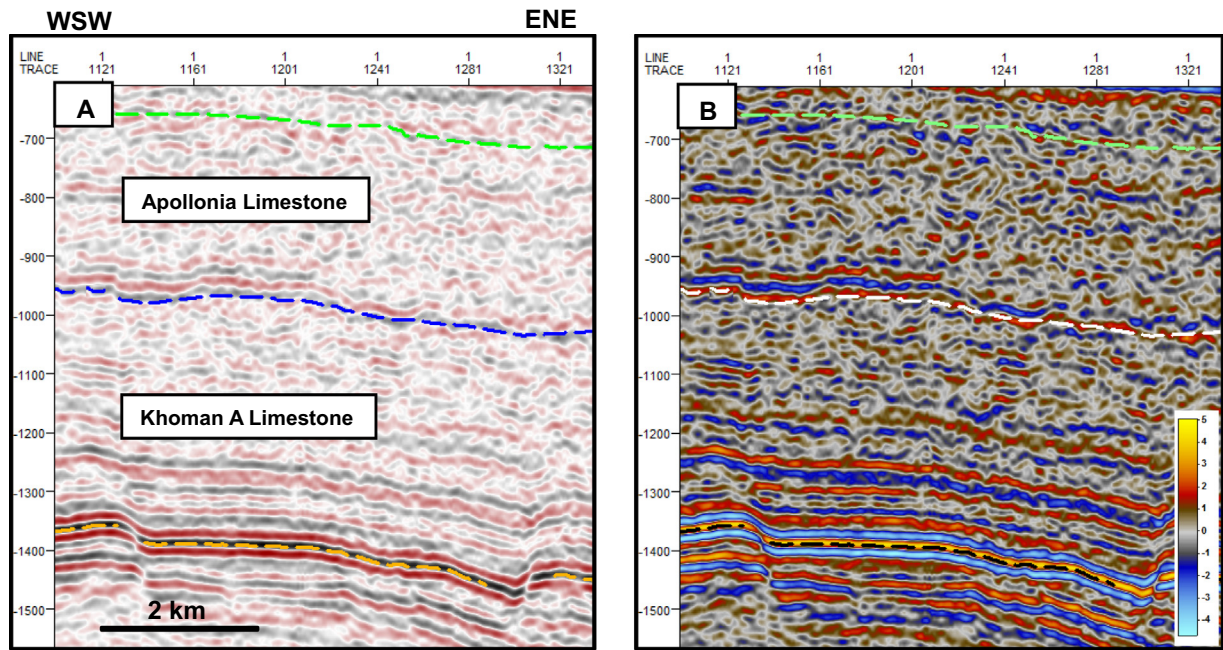 WSW ENE
LINE 1 1 1 1 1 1
TRACE 1121 1161 1201 1241 1281 1321
A
-700
-800
Apollonia Limestone
-900
-1000
-1100
Khoman A Limestone
-1200
-1300
-1400
-1500
2 km
LINE 1 1 1 1 1 1
TRACE 1121 1161 1201 1241 1281 1321
B
-700
-800
-900
-1000
-1100
-1200
-1300
-1400
-1500
5
4
3
2
1
0
-1
-2
-3
-4